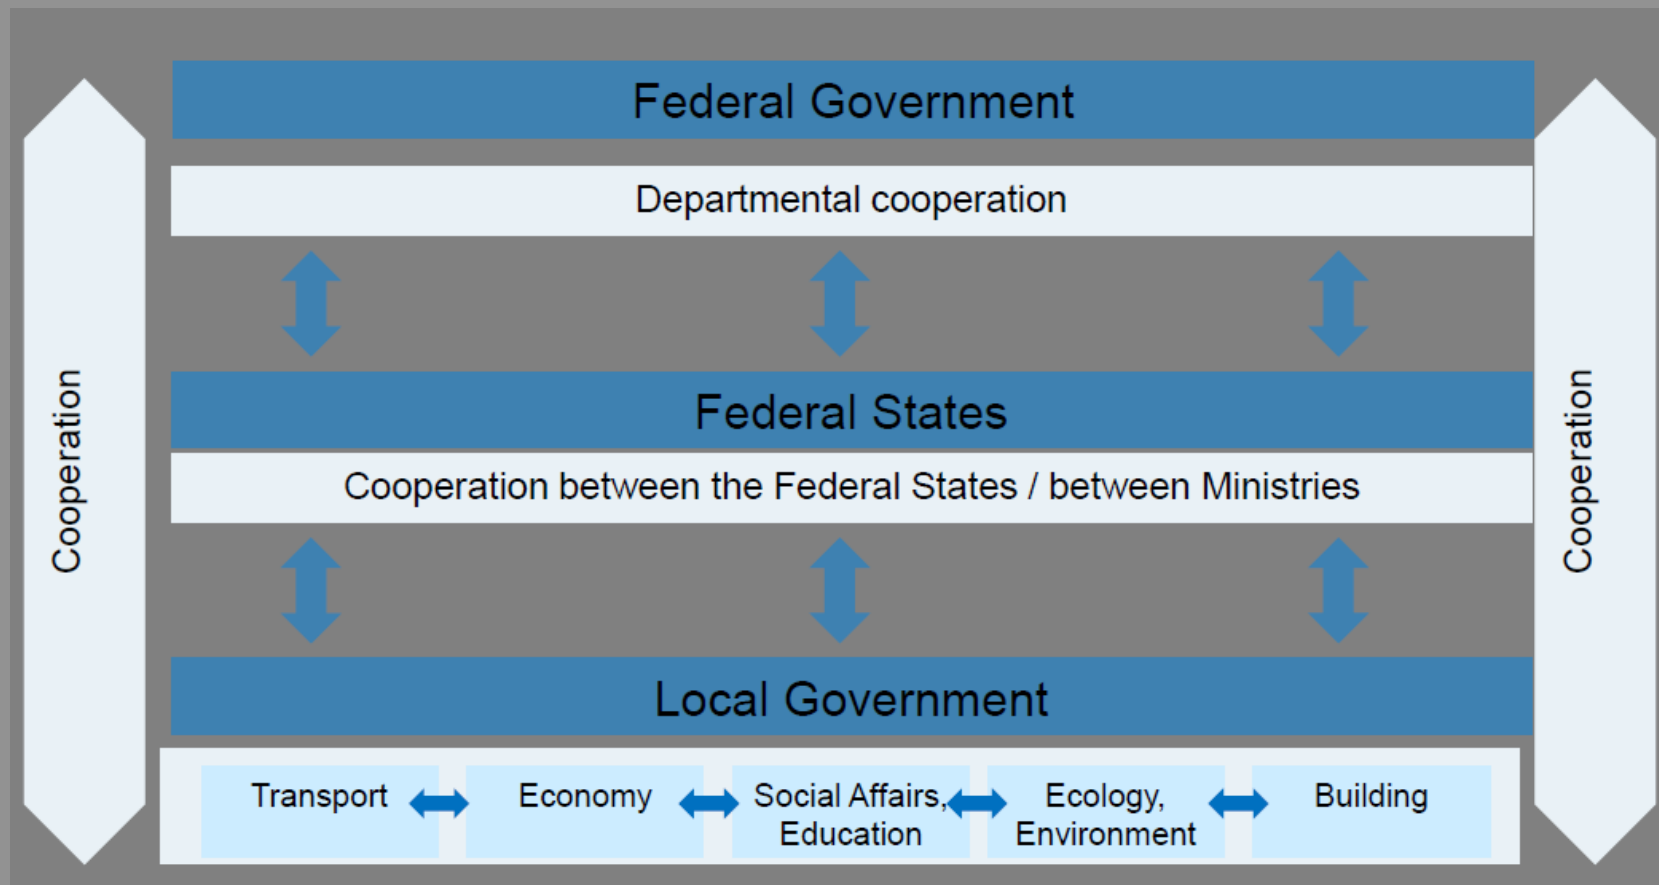 Federal Government
Departmental cooperation
Cooperation
Cooperation
Federal States
Cooperation between the Federal States / between Ministries
Local Government
Transport
Economy
Social Affairs,
Education
Ecology,
Environment
Building